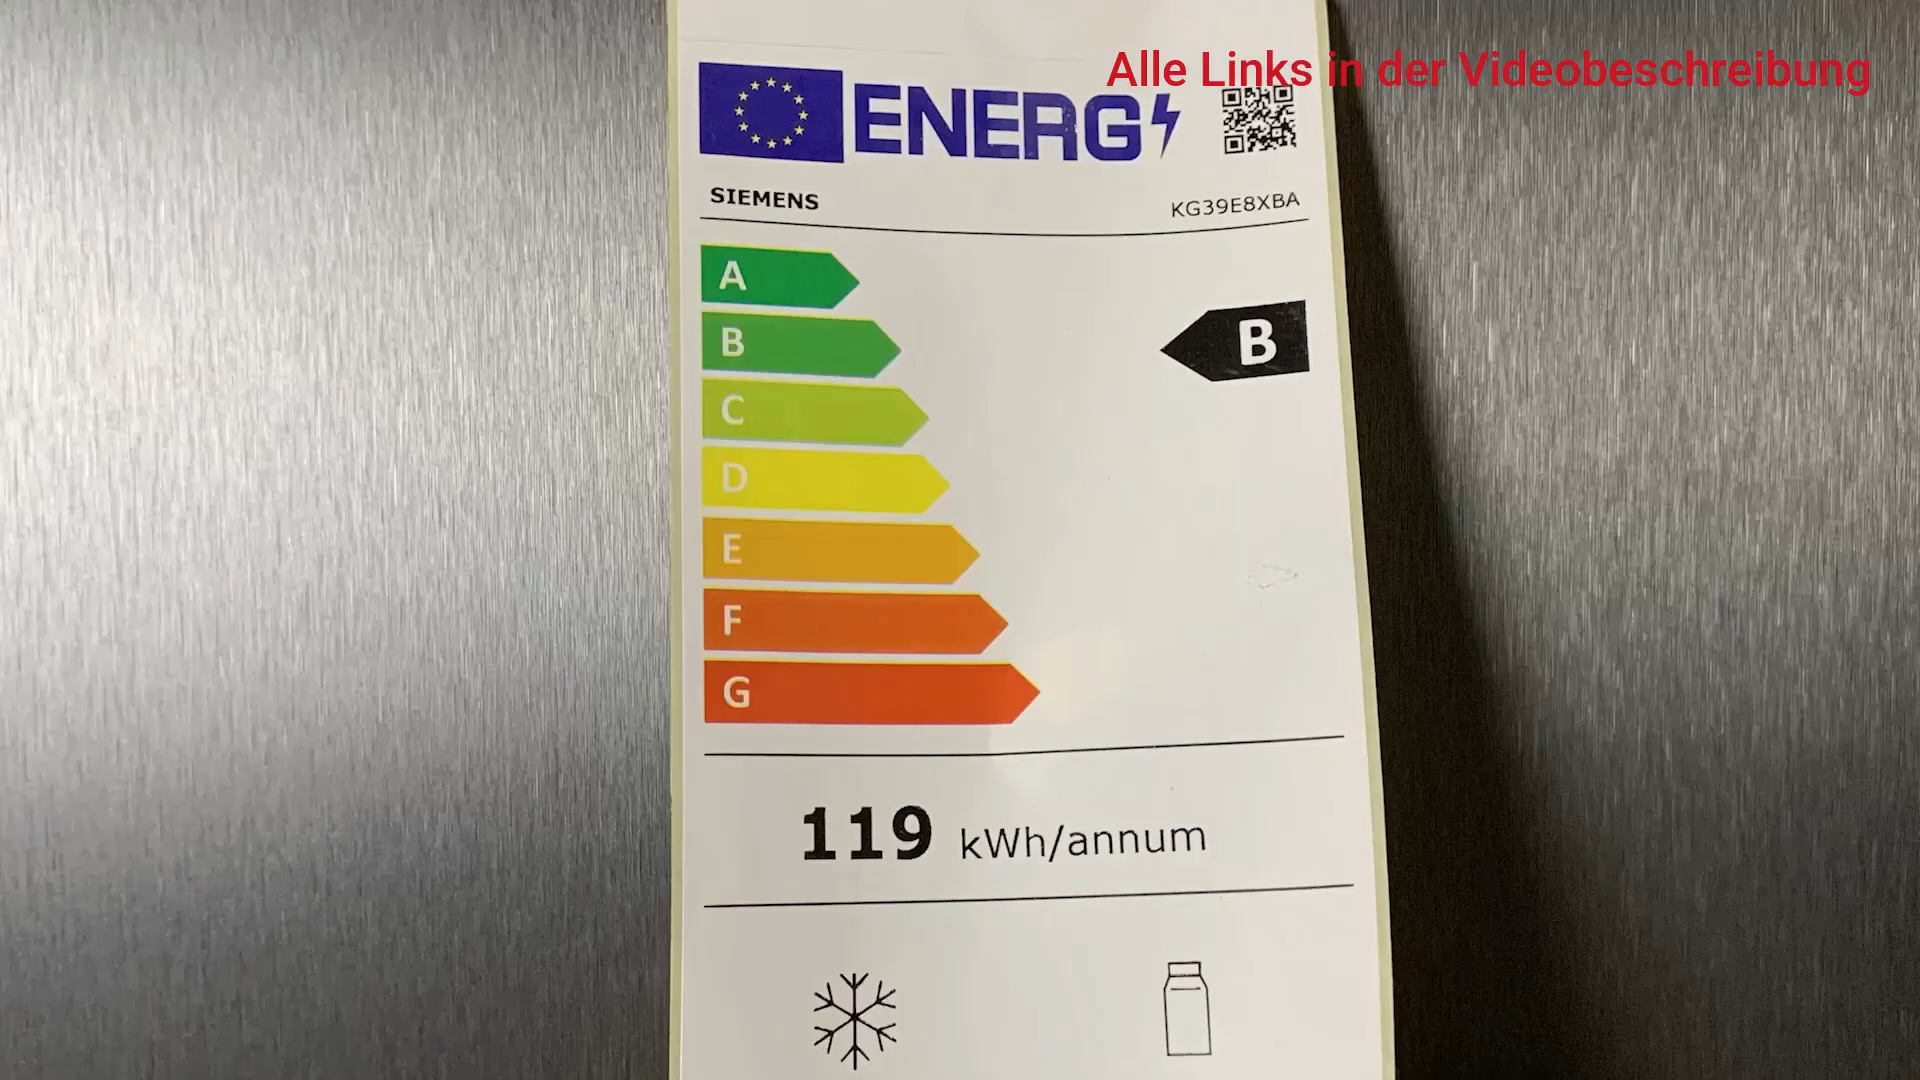 Alle Links in der Videobeschreibung
ENERG
SIEMENS
KG39E8XBA
A
B
B
C
D
E
F
G
119 kWh/annum